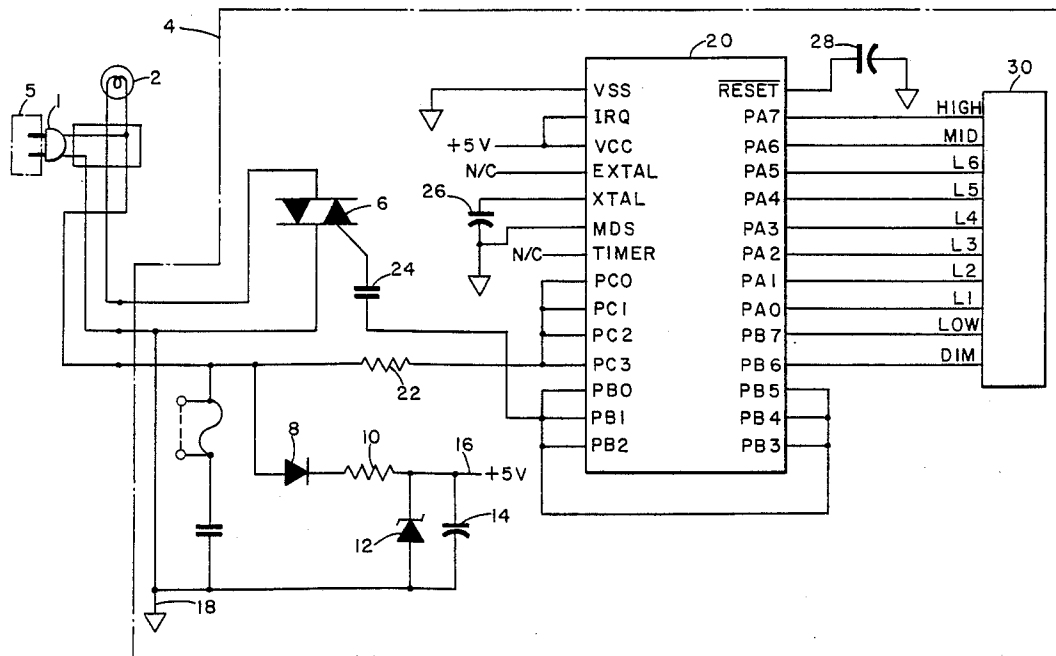 4
20
28
30
2
5
1
VSS
RESET
IRQ
PA7
HIGH
+5V
VCC
PA6
MID
N/C
EXTAL
PA5
L6
26
XTAL
PA4
L5
6
MDS
PA3
L4
N/C
TIMER
PA2
L3
24
PC0
PA1
L2
PC1
PA0
L1
PC2
PB7
LOW
PC3
PB6
DIM
22
PB0
PB5
PB1
PB4
PB2
PB3
8
10
16
+5V
12
14
18